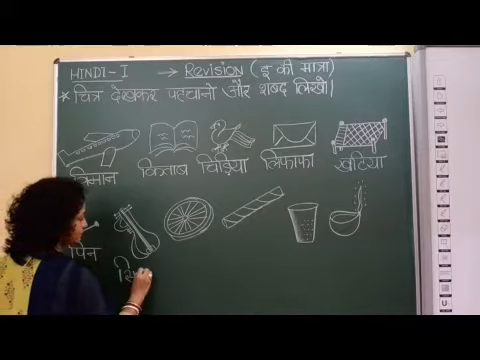 HINDI-I → Revision (इ की मात्रा)
★ चित्र देखकर पहचानो और शब्द लिखो।
विमान किताब चिड़िया लिफाफा खटिया
पिन सि